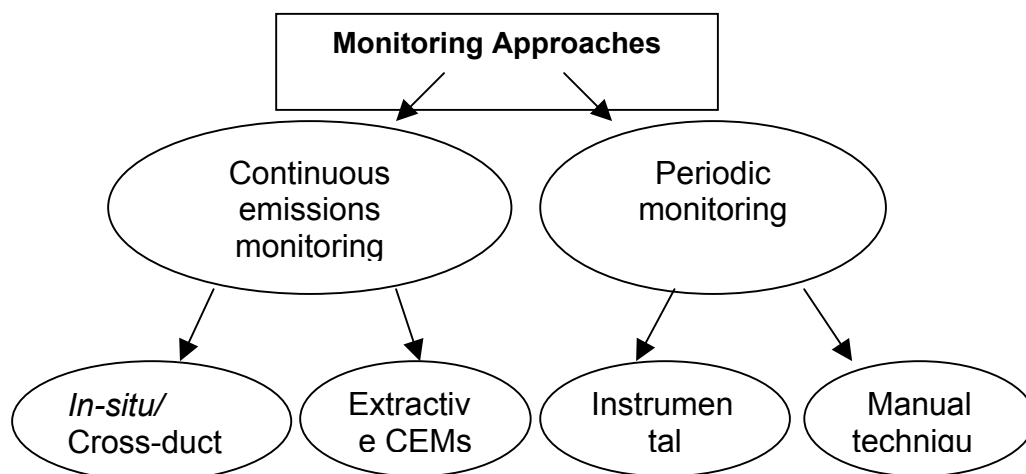 Monitoring Approaches
Continuous
emissions
monitoring
Periodic
monitoring
In-situ/
Cross-duct
Extractiv
e CEMs
Instrumen
tal
Manual
techniqu